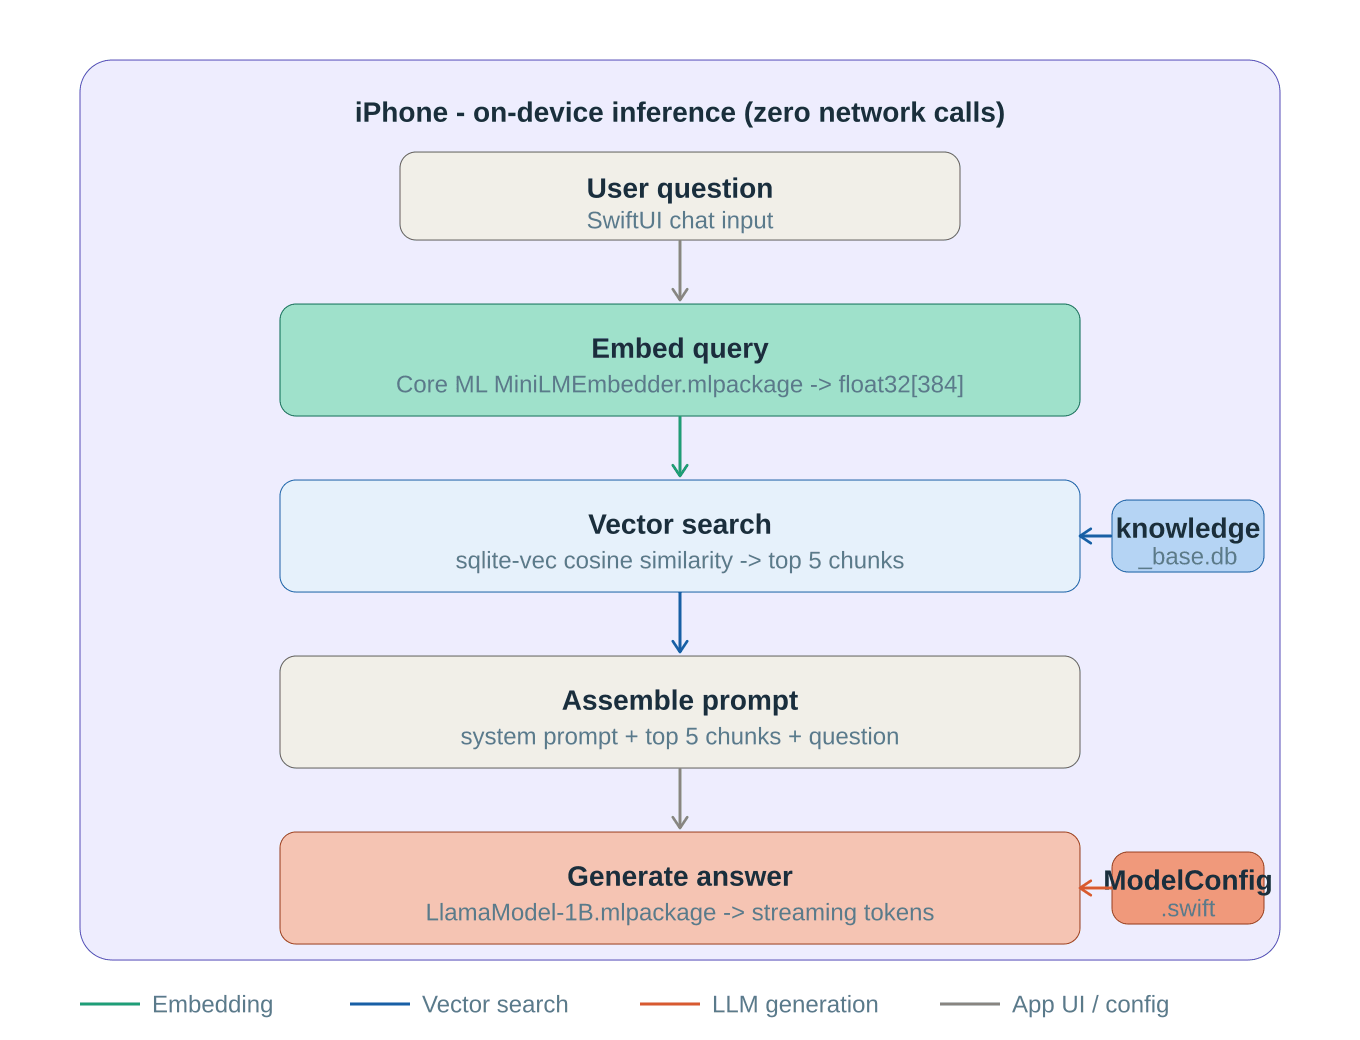 iPhone - on-device inference (zero network calls)
User question
SwiftUI chat input
Embed query
Core ML MiniLMEmbedder.mlpackage -> float32[384]
Vector search
sqlite-vec cosine similarity -> top 5 chunks
knowledge
_base.db
Assemble prompt
system prompt + top 5 chunks + question
Generate answer
LlamaModel-1B.mlpackage -> streaming tokens
ModelConfig
.swift
Embedding
Vector search
LLM generation
App UI / config